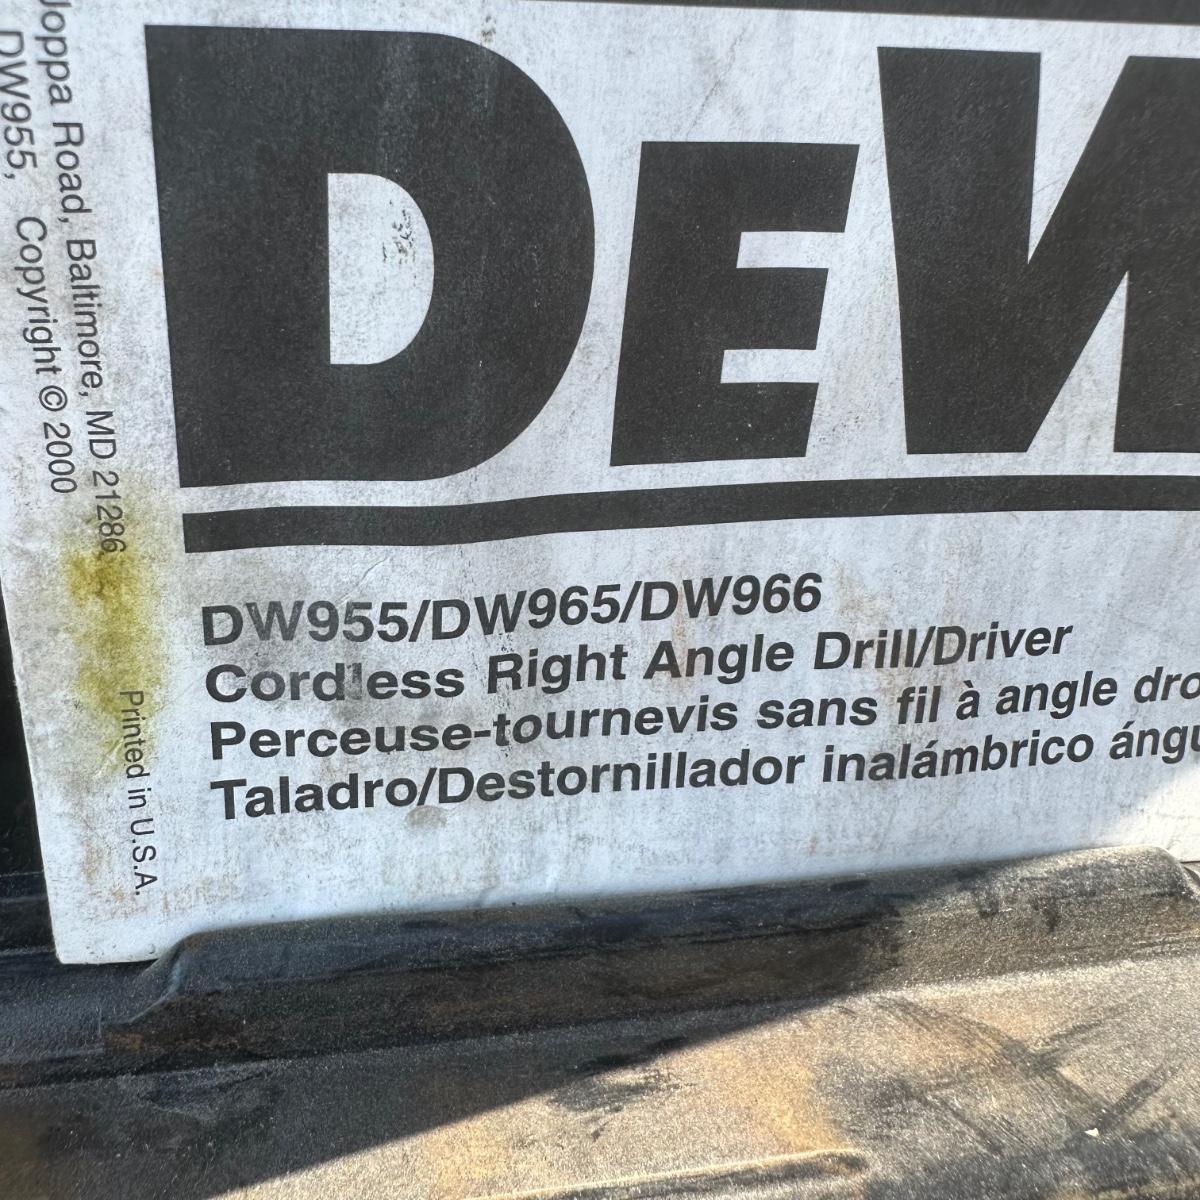 DEW
DW955/DW965/DW966
Cordless Right Angle Drill/Driver
Perceuse-tournevis sans fil à angle dro
Taladro/Destornillador inalámbrico ángu
Joppa Road, Baltimore, MD 21286
DW955, Copyright © 2000
Printed in U.S.A.